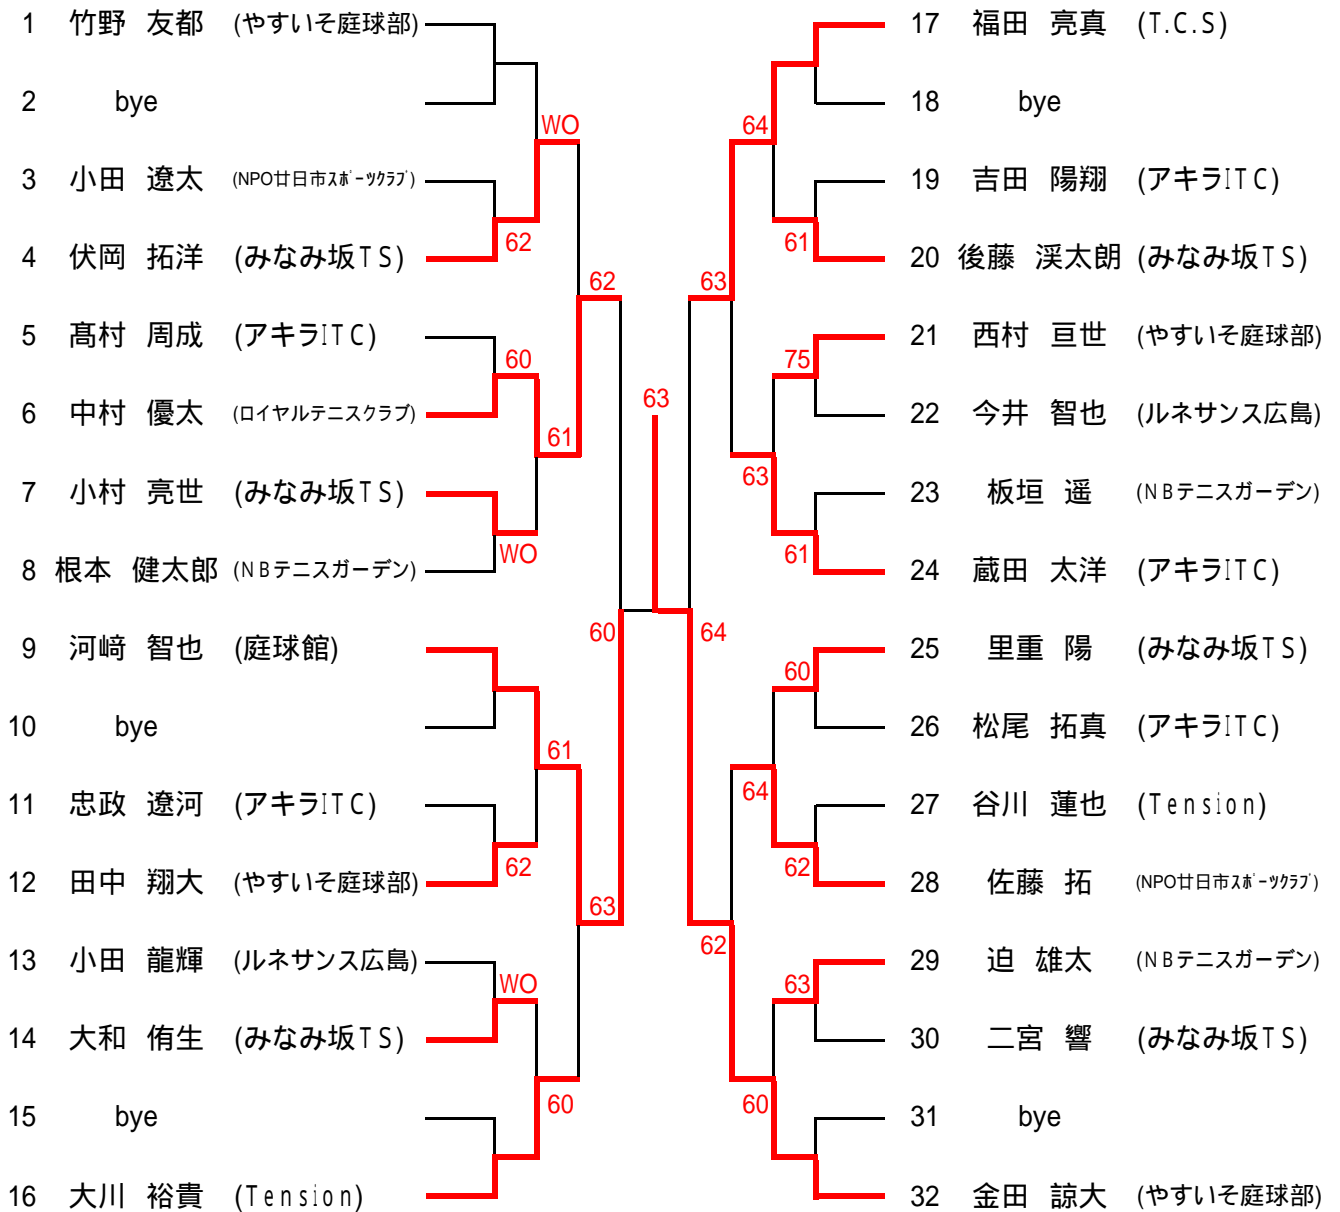 1 竹野 友都 (やすいそ庭球部)
2 bye
3 小田 遼太 (NPO廿日市ｽﾎﾟｰﾂｸﾗﾌﾞ)
4 伏岡 拓洋 (みなみ坂TS)
5 髙村 周成 (アキラITC)
6 中村 優太 (ロイヤルテニスクラブ)
7 小村 亮世 (みなみ坂TS)
8 根本 健太郎 (NBテニスガーデン)
9 河﨑 智也 (庭球館)
10 bye
11 忠政 遼河 (アキラITC)
12 田中 翔大 (やすいそ庭球部)
13 小田 龍輝 (ルネサンス広島)
14 大和 侑生 (みなみ坂TS)
15 bye
16 大川 裕貴 (Tension)
WO
62
62
60
61
WO
60
61
62
63
WO
60
63
17 福田 亮真 (T.C.S)
18 bye
19 吉田 陽翔 (アキラITC)
20 後藤 渓太朗 (みなみ坂TS)
21 西村 亘世 (やすいそ庭球部)
22 今井 智也 (ルネサンス広島)
23 板垣 遥 (NBテニスガーデン)
24 蔵田 太洋 (アキラITC)
25 里重 陽 (みなみ坂TS)
26 松尾 拓真 (アキラITC)
27 谷川 蓮也 (Tension)
28 佐藤 拓 (NPO廿日市ｽﾎﾟｰﾂｸﾗﾌﾞ)
29 迫 雄太 (NBテニスガーデン)
30 二宮 響 (みなみ坂TS)
31 bye
32 金田 諒大 (やすいそ庭球部)
64
61
63
75
63
61
64
60
64
62
62
63
60